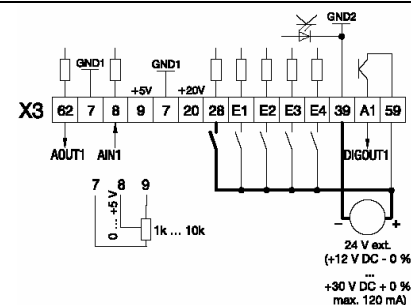 GND2
GND1
GND1
+5V
+20V
X3 62 7 8 9 7 20 28 E1 E2 E3 E4 39 A1 59
AOUT1
AIN1
DIGOUT1
7 8 9
0 ... +5 V
1k ... 10k
− +
24 V ext.
(+12 V DC - 0 %
...
+30 V DC + 0 %
max. 120 mA)